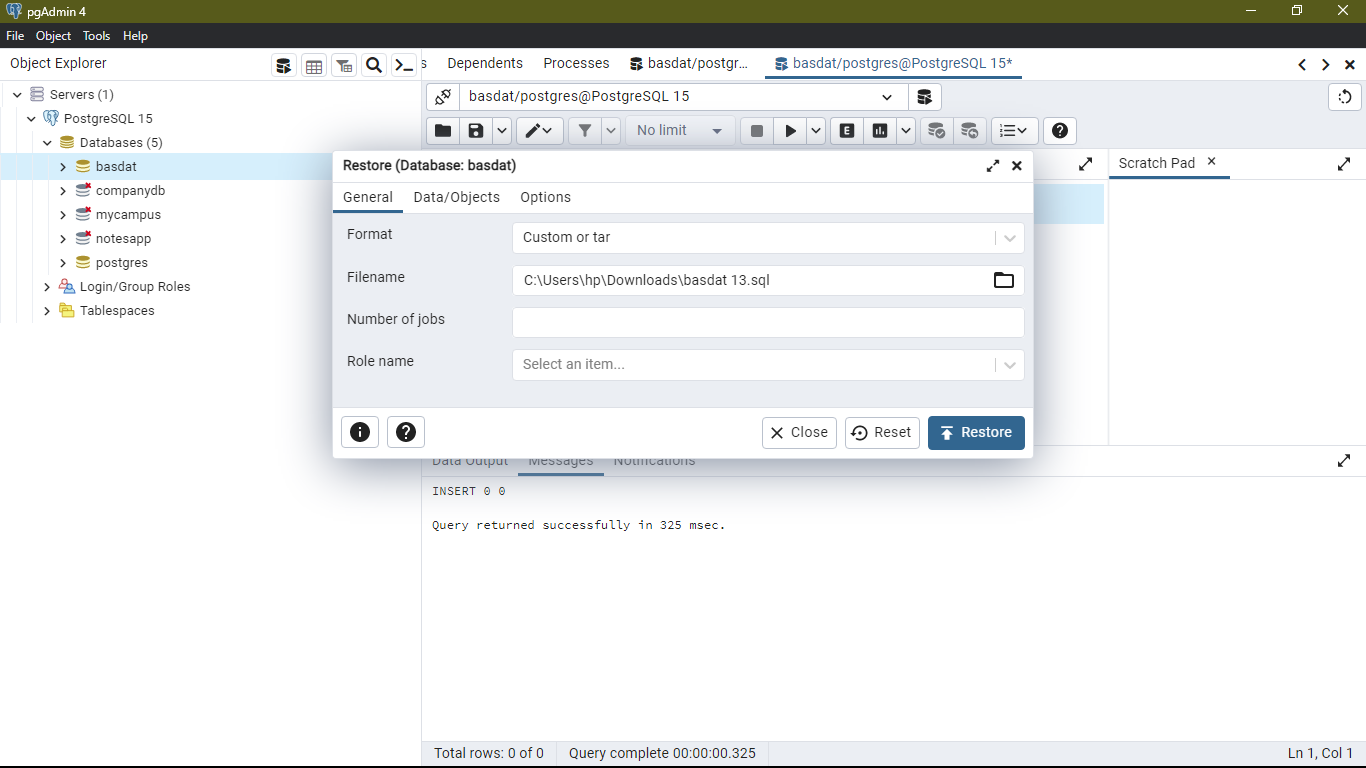 pgAdmin 4
File Object Tools Help
Object Explorer
s Dependents Processes basdat/postgr... basdat/postgres@PostgreSQL 15*
Servers (1)
PostgreSQL 15
Databases (5)
basdat
companydb
mycampus
notesapp
postgres
Login/Group Roles
Tablespaces
basdat/postgres@PostgreSQL 15
No limit
E
Scratch Pad
Restore (Database: basdat)
General Data/Objects Options
Format Custom or tar
Filename C:\Users\hp\Downloads\basdat 13.sql
Number of jobs
Role name Select an item...
Close Reset Restore
Data Output Messages Notifications
INSERT 0 0
Query returned successfully in 325 msec.
Total rows: 0 of 0 Query complete 00:00:00.325 Ln 1, Col 1